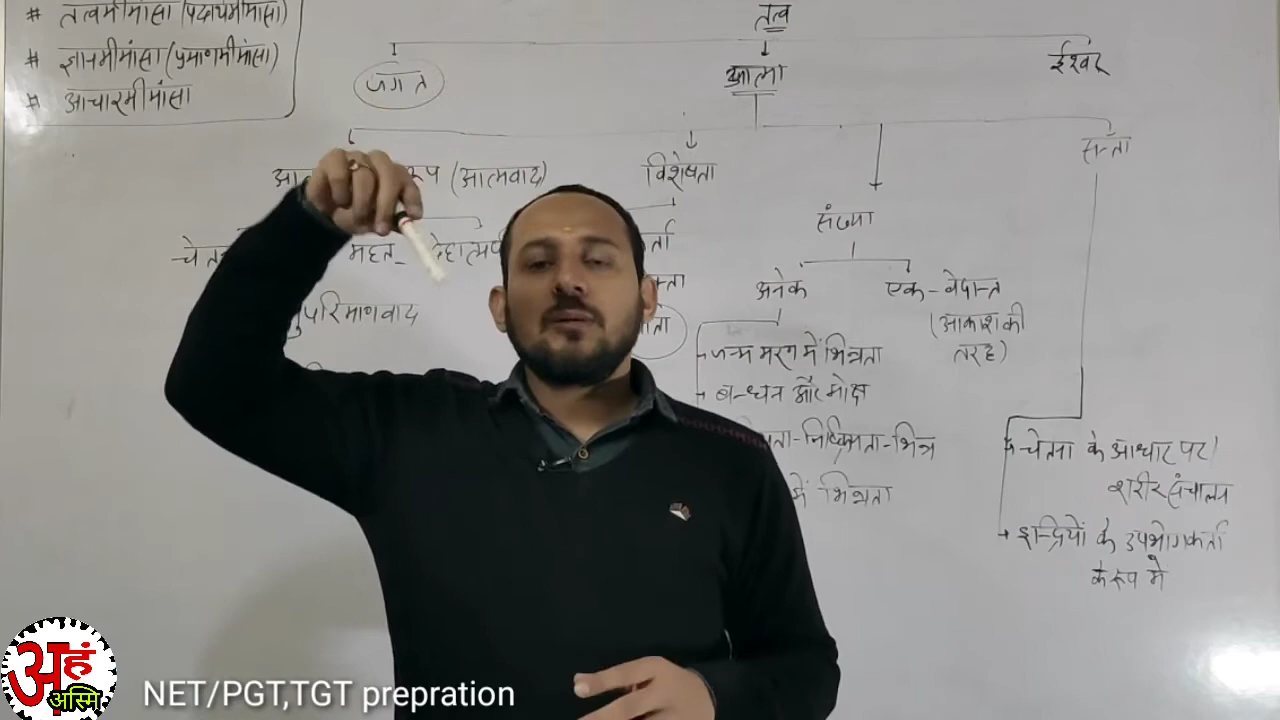 # तत्वमीमांसा (पदार्थमीमांसा)
# ज्ञानमीमांसा (प्रमाणमीमांसा)
# आचारमीमांसा
तत्व
जगत
आत्मा
ईश्वर
रूप (आत्मवाद)
विशेषता
संख्या
सत्ता
महत्
परिमाणवाद
अनेक
एक - वेदान्त
(आकाश की
तरह)
जन्म मरण में भिन्नता
बन्धन और मोक्ष
निष्क्रियता - भिन्न
में भिन्नता
चेतना के आधार पर/
शरीर संचालन
इन्द्रियों के उपभोगकर्ता
के रूप में
अहं
अस्मि
NET/PGT,TGT prepration